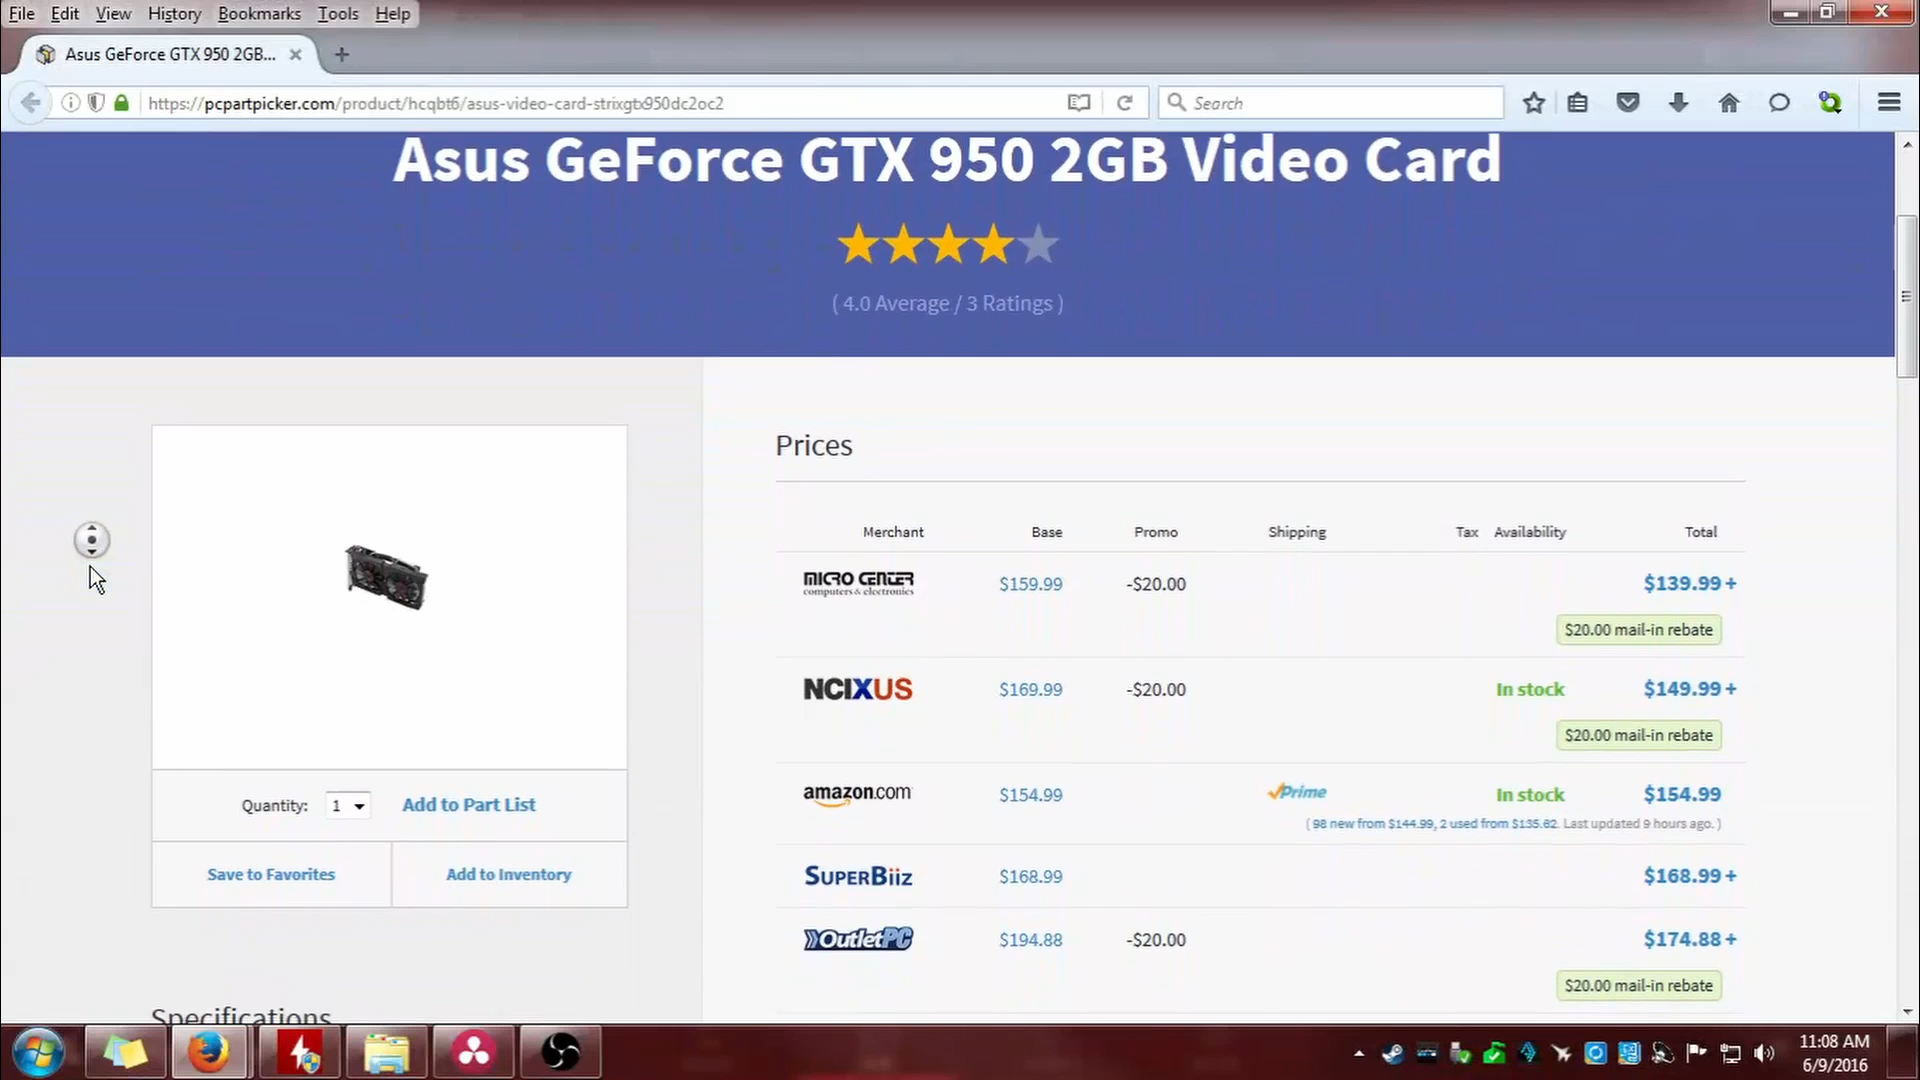 File Edit View History Bookmarks Tools Help
Asus GeForce GTX 950 2GB...
https://pcpartpicker.com/product/hcqbt6/asus-video-card-strixgtx950dc2oc2
Search
Asus GeForce GTX 950 2GB Video Card
( 4.0 Average / 3 Ratings )
Prices
Merchant Base Promo Shipping Tax Availability Total
MICRO CENTER $159.99 -$20.00 $139.99 +
computers & electronics
$20.00 mail-in rebate
NCIXUS $169.99 -$20.00 In stock $149.99 +
$20.00 mail-in rebate
amazon.com $154.99 Prime In stock $154.99
( 98 new from $144.99, 2 used from $135.62. Last updated 9 hours ago. )
Quantity: 1 Add to Part List
Save to Favorites Add to Inventory
SUPERBiiZ $168.99 $168.99 +
OutletPC $194.88 -$20.00 $174.88 +
$20.00 mail-in rebate
Specifications
11:08 AM
6/9/2016